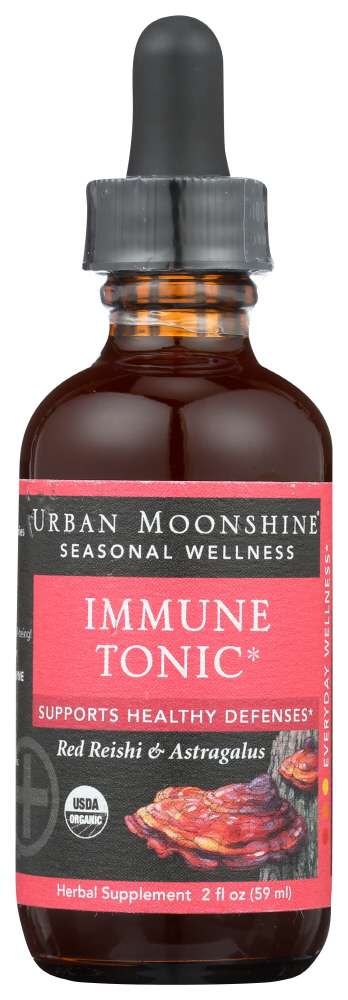 URBAN MOONSHINE®
SEASONAL WELLNESS
IMMUNE
TONIC*
SUPPORTS HEALTHY DEFENSES*
Red Reishi & Astragalus
USDA
ORGANIC
Herbal Supplement 2 fl oz (59 ml)
EVERYDAY WELLNESS